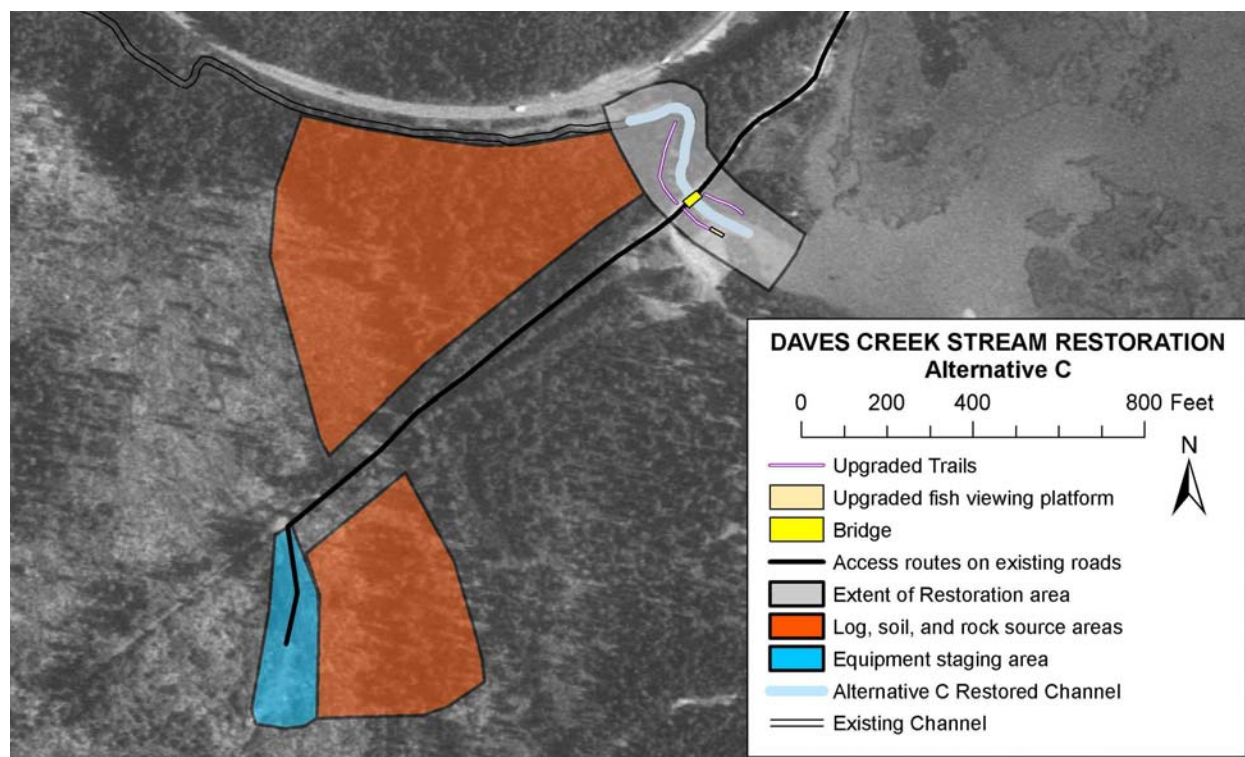 DAVES CREEK STREAM RESTORATION
Alternative C
0 200 400 800 Feet
N
Upgraded Trails
Upgraded fish viewing platform
Bridge
Access routes on existing roads
Extent of Restoration area
Log, soil, and rock source areas
Equipment staging area
Alternative C Restored Channel
Existing Channel